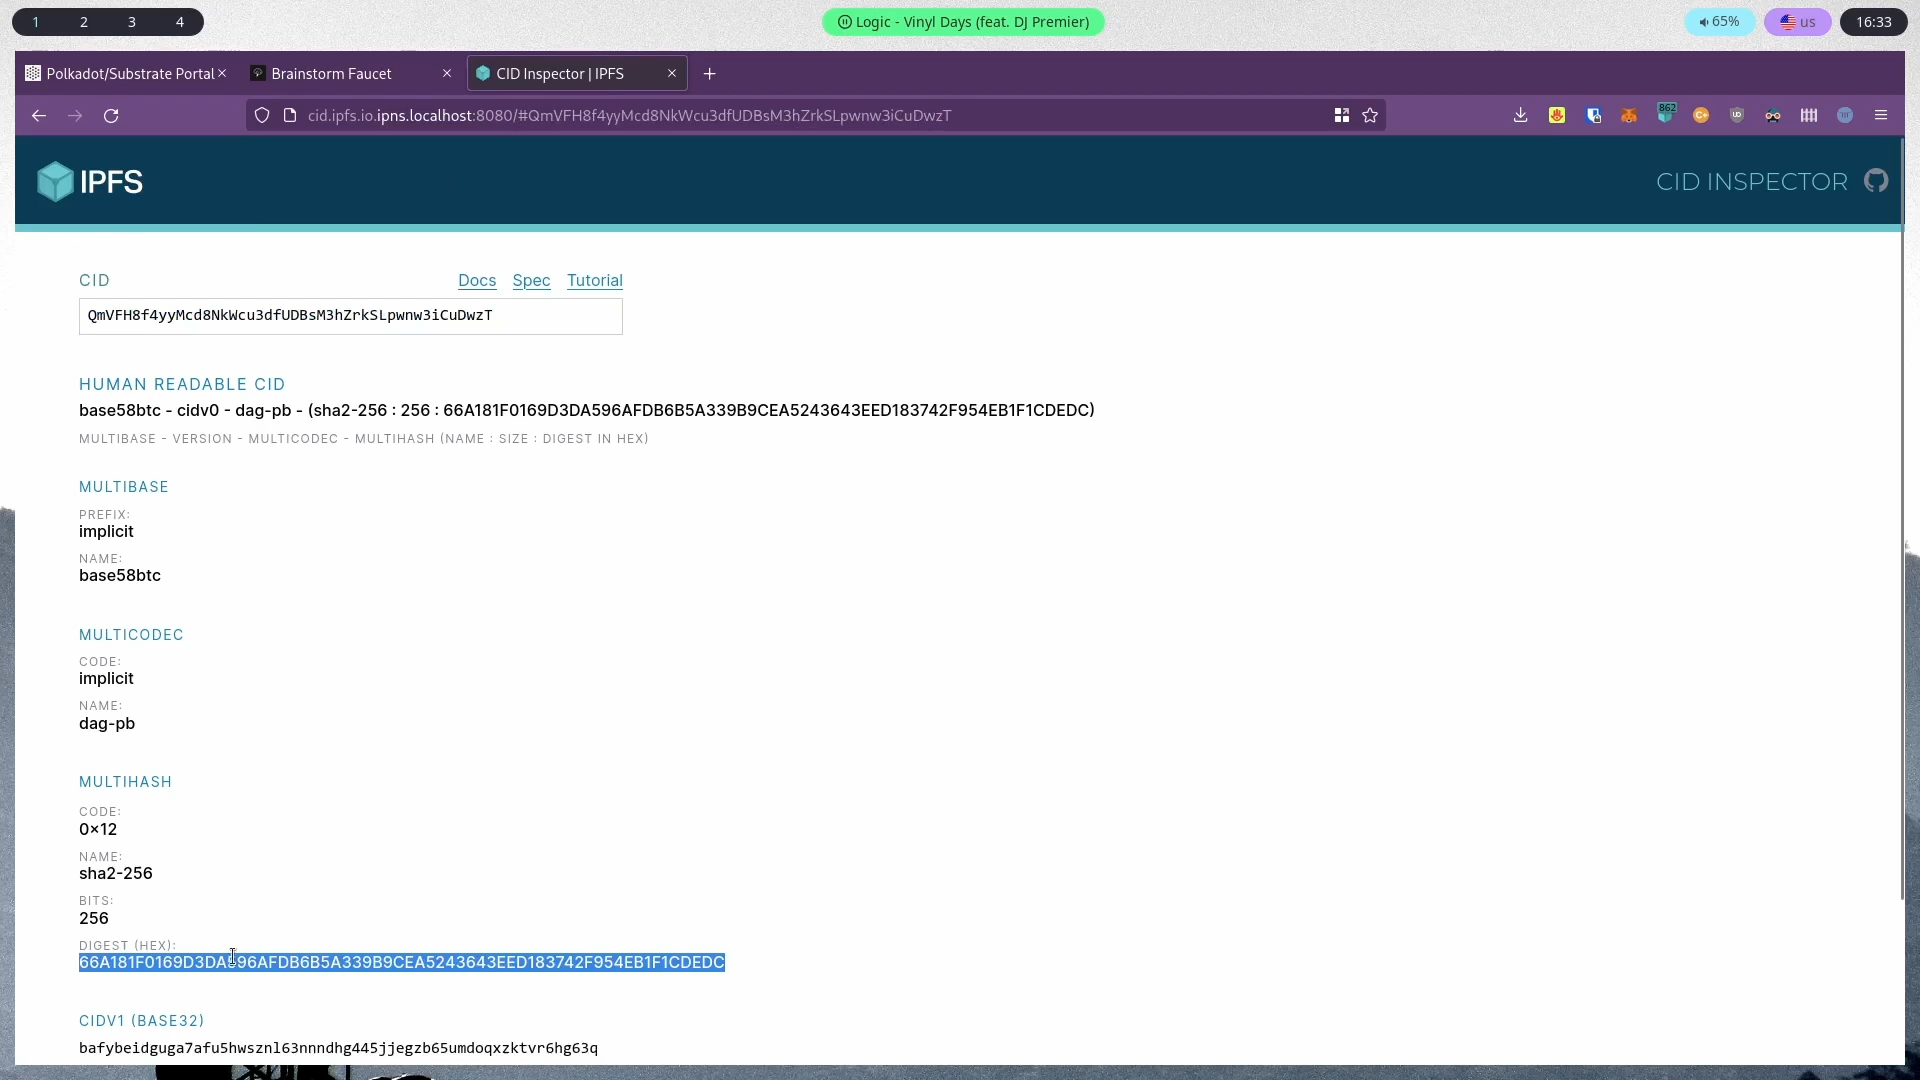 1 2 3 4
Logic - Vinyl Days (feat. DJ Premier)
65%
us
16:33
Polkadot/Substrate Portal
Brainstorm Faucet
CID Inspector | IPFS
cid.ipfs.io.ipns.localhost:8080/#QmVFH8f4yyMcd8NkWcu3dfUDBsM3hZrkSLpwnw3iCuDwzT
862
IPFS
CID INSPECTOR
CID
Docs Spec Tutorial
QmVFH8f4yyMcd8NkWcu3dfUDBsM3hZrkSLpwnw3iCuDwzT
HUMAN READABLE CID
base58btc - cidv0 - dag-pb - (sha2-256 : 256 : 66A181F0169D3DA596AFDB6B5A339B9CEA5243643EED183742F954EB1F1CDEDC)
MULTIBASE - VERSION - MULTICODEC - MULTIHASH (NAME : SIZE : DIGEST IN HEX)
MULTIBASE
PREFIX:
implicit
NAME:
base58btc
MULTICODEC
CODE:
implicit
NAME:
dag-pb
MULTIHASH
CODE:
0×12
NAME:
sha2-256
BITS:
256
DIGEST (HEX):
66A181F0169D3DA596AFDB6B5A339B9CEA5243643EED183742F954EB1F1CDEDC
CIDV1 (BASE32)
bafybeidguga7afu5hwsznl63nnndhg445jjegzb65umdoqxzktvr6hg63q